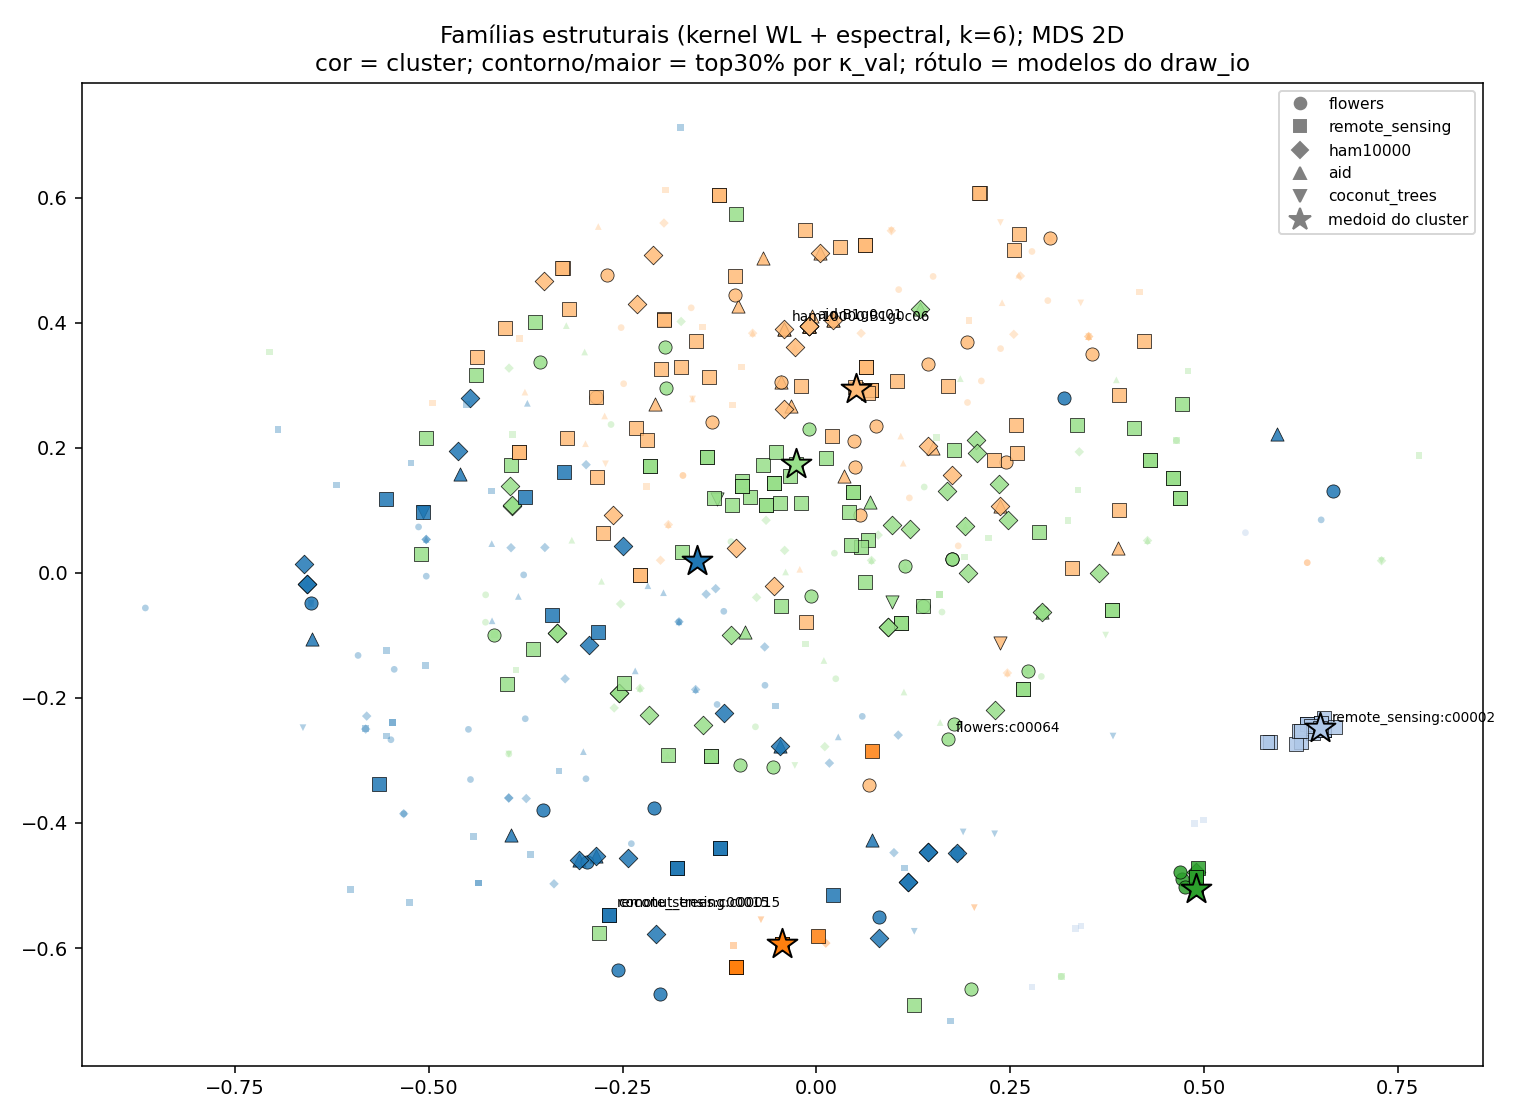 Famílias estruturais (kernel WL + espectral, k=6); MDS 2D
cor = cluster; contorno/maior = top30% por κ_val; rótulo = modelos do draw_io
flowers
remote_sensing
ham10000
aid
coconut_trees
medoid do cluster
0.6
0.4
0.2
0.0
−0.2
−0.4
−0.6
ham10000:B1g0c06
flowers:c00064
remote_sensing:c00002
−0.75
−0.50
−0.25
0.00
0.25
0.50
0.75